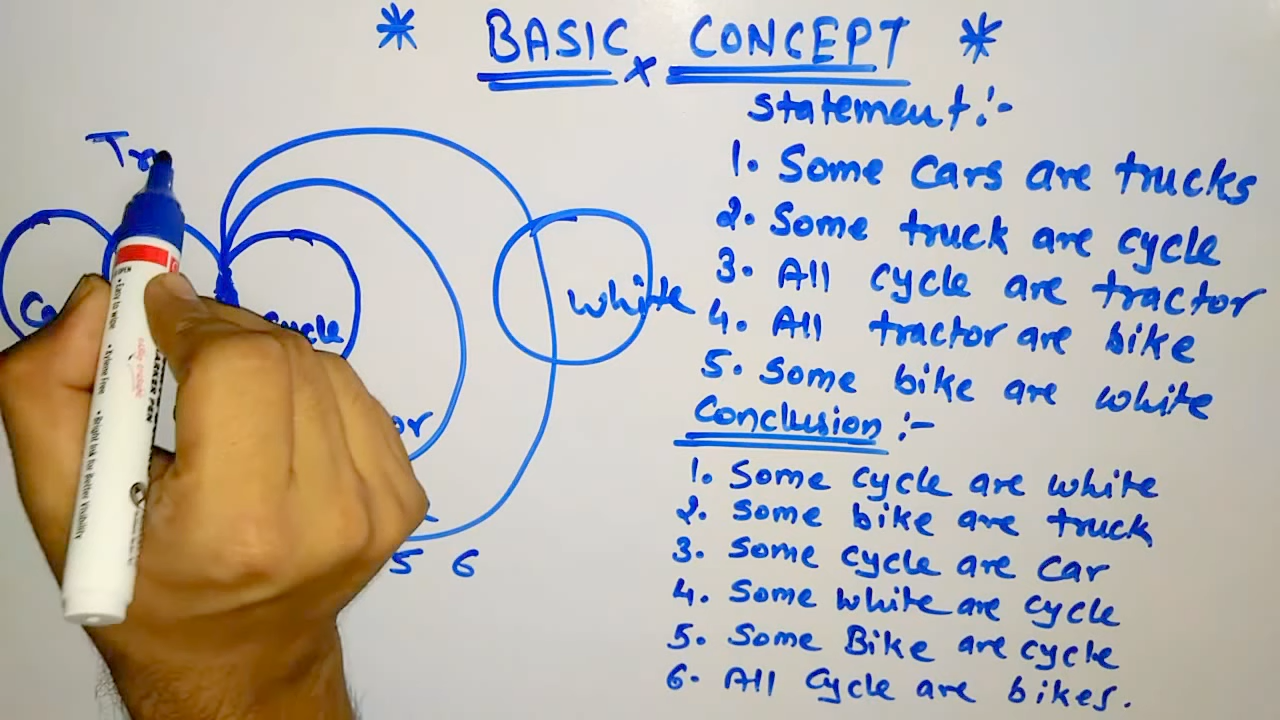 * BASIC CONCEPT *
x
Statement:-
1. Some Cars are trucks
2. Some truck are cycle
3. All cycle are tractor
4. All tractor are bike
5. Some bike are white
Conclusion:-
1. Some cycle are white
2. Some bike are truck
3. Some cycle are Car
4. Some White are cycle
5. Some Bike are cycle
6. All Cycle are bikes.
White
5 6